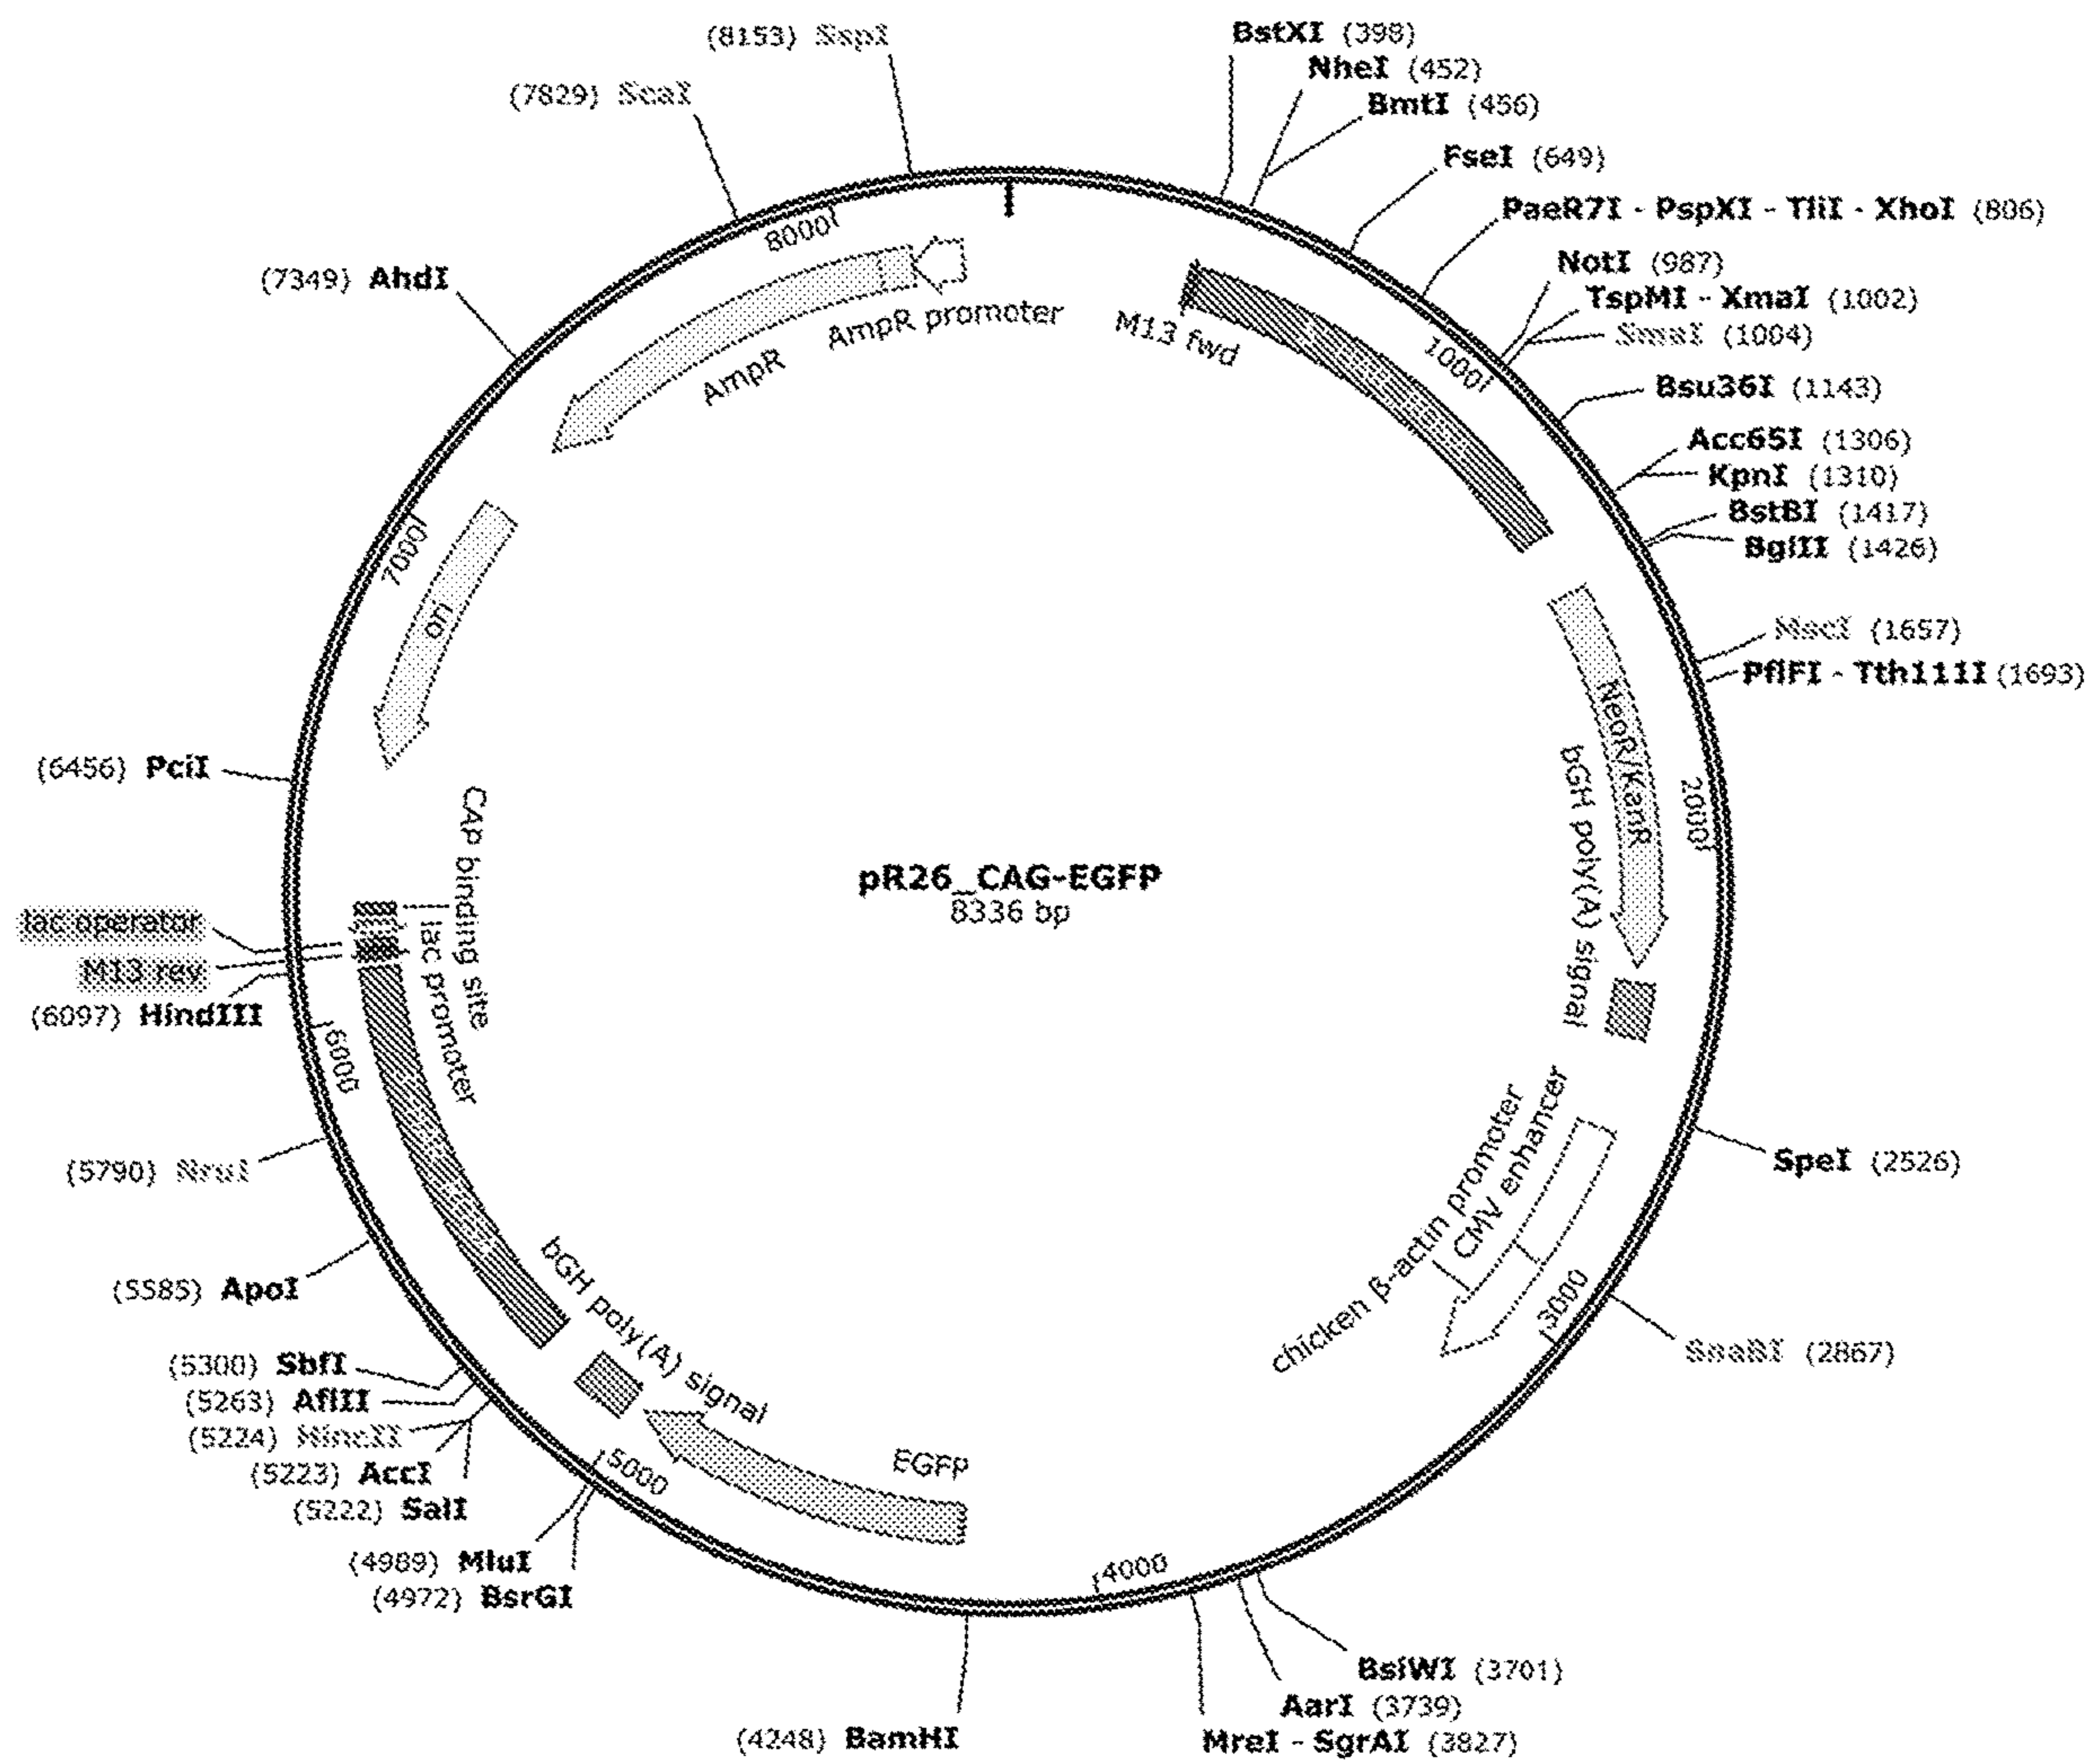 (8153) SspI
BstXI (398)
NheI (452)
(7829) ScaI
BmtI (456)
FseI (649)
PaeR7I - PspXI - TliI - XhoI (806)
8000
NotI (987)
(7349) AhdI
TspMI - XmaI (1002)
AmpR promoter
M13 fwd
SmaI (1004)
1000
AmpR
Bsu36I (1143)
Acc65I (1306)
KpnI (1310)
BstBI (1417)
7000
BglII (1426)
ori
MscI (1657)
PflFI - Tth111I (1693)
NeoR/KanR
(6456) PciI
2000
bGH poly(A) signal
CAP binding site
pR26_CAG-EGFP
8336 bp
lac operator
lac promoter
M13 rev
(6097) HindIII
6000
chicken β-actin promoter
CMV enhancer
SpeI (2526)
(5790) NruI
bGH poly(A) signal
(5585) ApoI
3000
SnaBI (2867)
(5300) SbfI
(5263) AflII
(5224) HincII
EGFP
(5223) AccI
5000
(5222) SalI
(4989) MluI
4000
(4972) BsrGI
BsiWI (3701)
AarI (3739)
(4248) BamHI
MreI - SgrAI (3827)